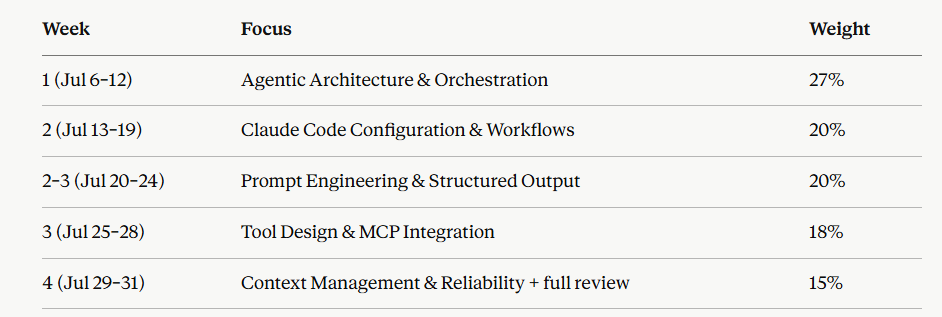 Week Focus Weight
1 (Jul 6–12) Agentic Architecture & Orchestration 27%
2 (Jul 13–19) Claude Code Configuration & Workflows 20%
2–3 (Jul 20–24) Prompt Engineering & Structured Output 20%
3 (Jul 25–28) Tool Design & MCP Integration 18%
4 (Jul 29–31) Context Management & Reliability + full review 15%